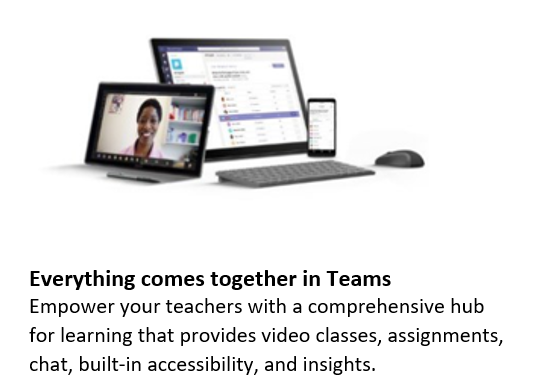 Everything comes together in Teams
Empower your teachers with a comprehensive hub
for learning that provides video classes, assignments,
chat, built-in accessibility, and insights.